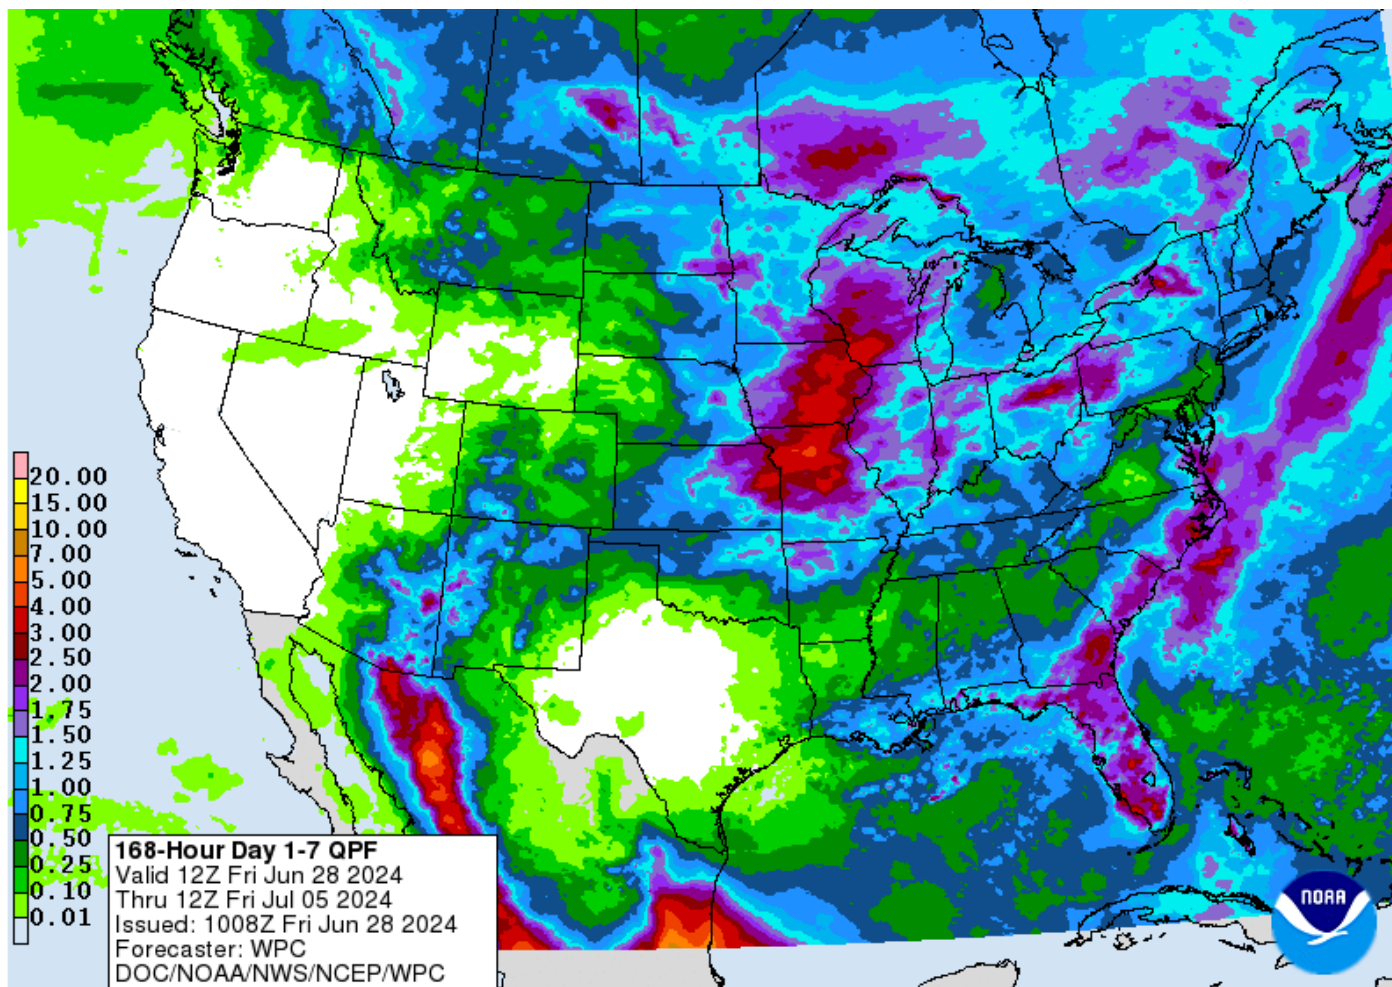 20.00
15.00
10.00
7.00
5.00
4.00
3.00
2.50
2.00
1.75
1.50
1.25
1.00
0.75
0.50
0.25
0.10
0.01
168-Hour Day 1-7 QPF
Valid 12Z Fri Jun 28 2024
Thru 12Z Fri Jul 05 2024
Issued: 1008Z Fri Jun 28 2024
Forecaster: WPC
DOC/NOAA/NWS/NCEP/WPC
NOAA